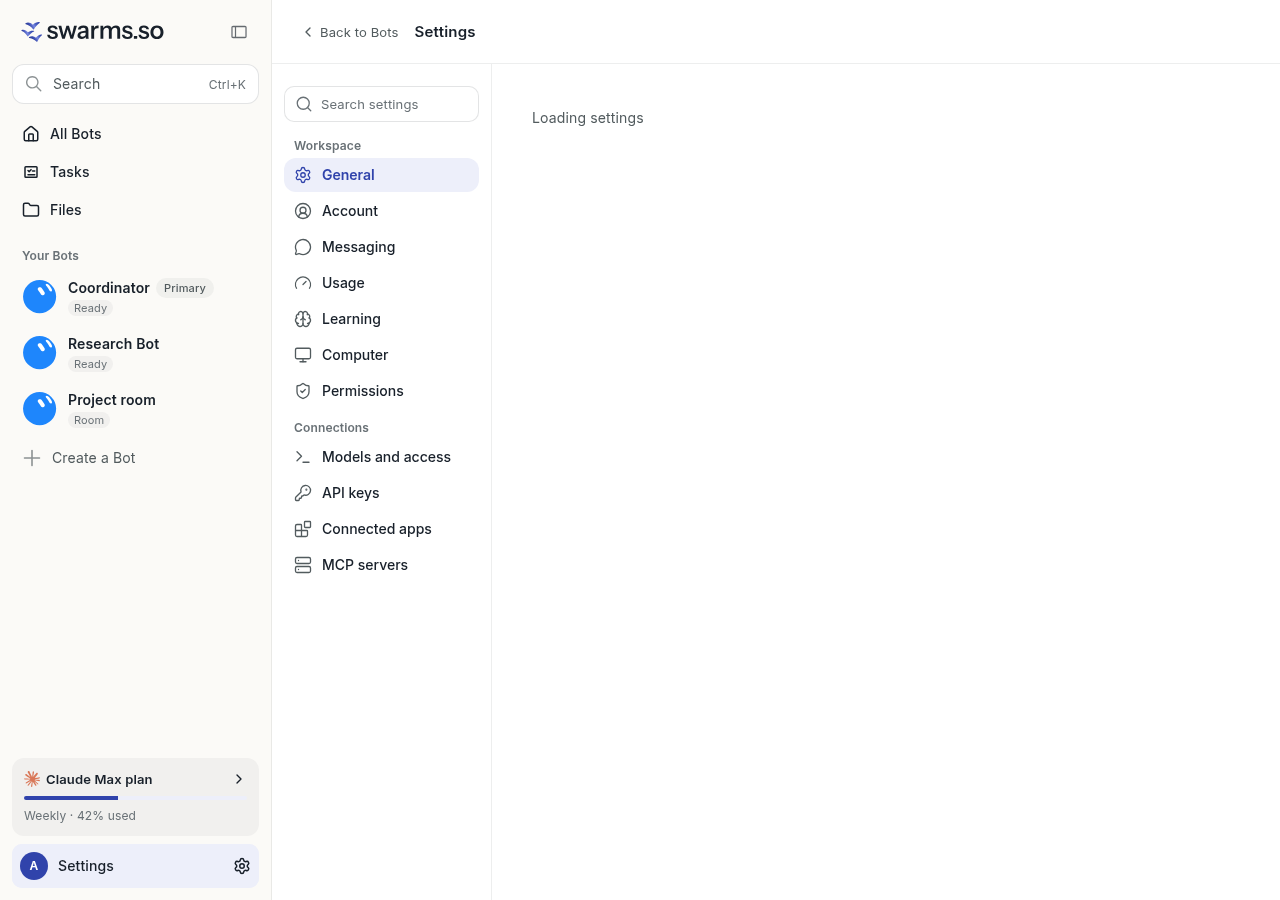 swarms.so
Search Ctrl+K
All Bots
Tasks
Files
Your Bots
Coordinator Primary
Ready
Research Bot
Ready
Project room
Room
Create a Bot
Claude Max plan
Weekly · 42% used
A Settings
Back to Bots Settings
Search settings
Workspace
General
Account
Messaging
Usage
Learning
Computer
Permissions
Connections
Models and access
API keys
Connected apps
MCP servers
Loading settings